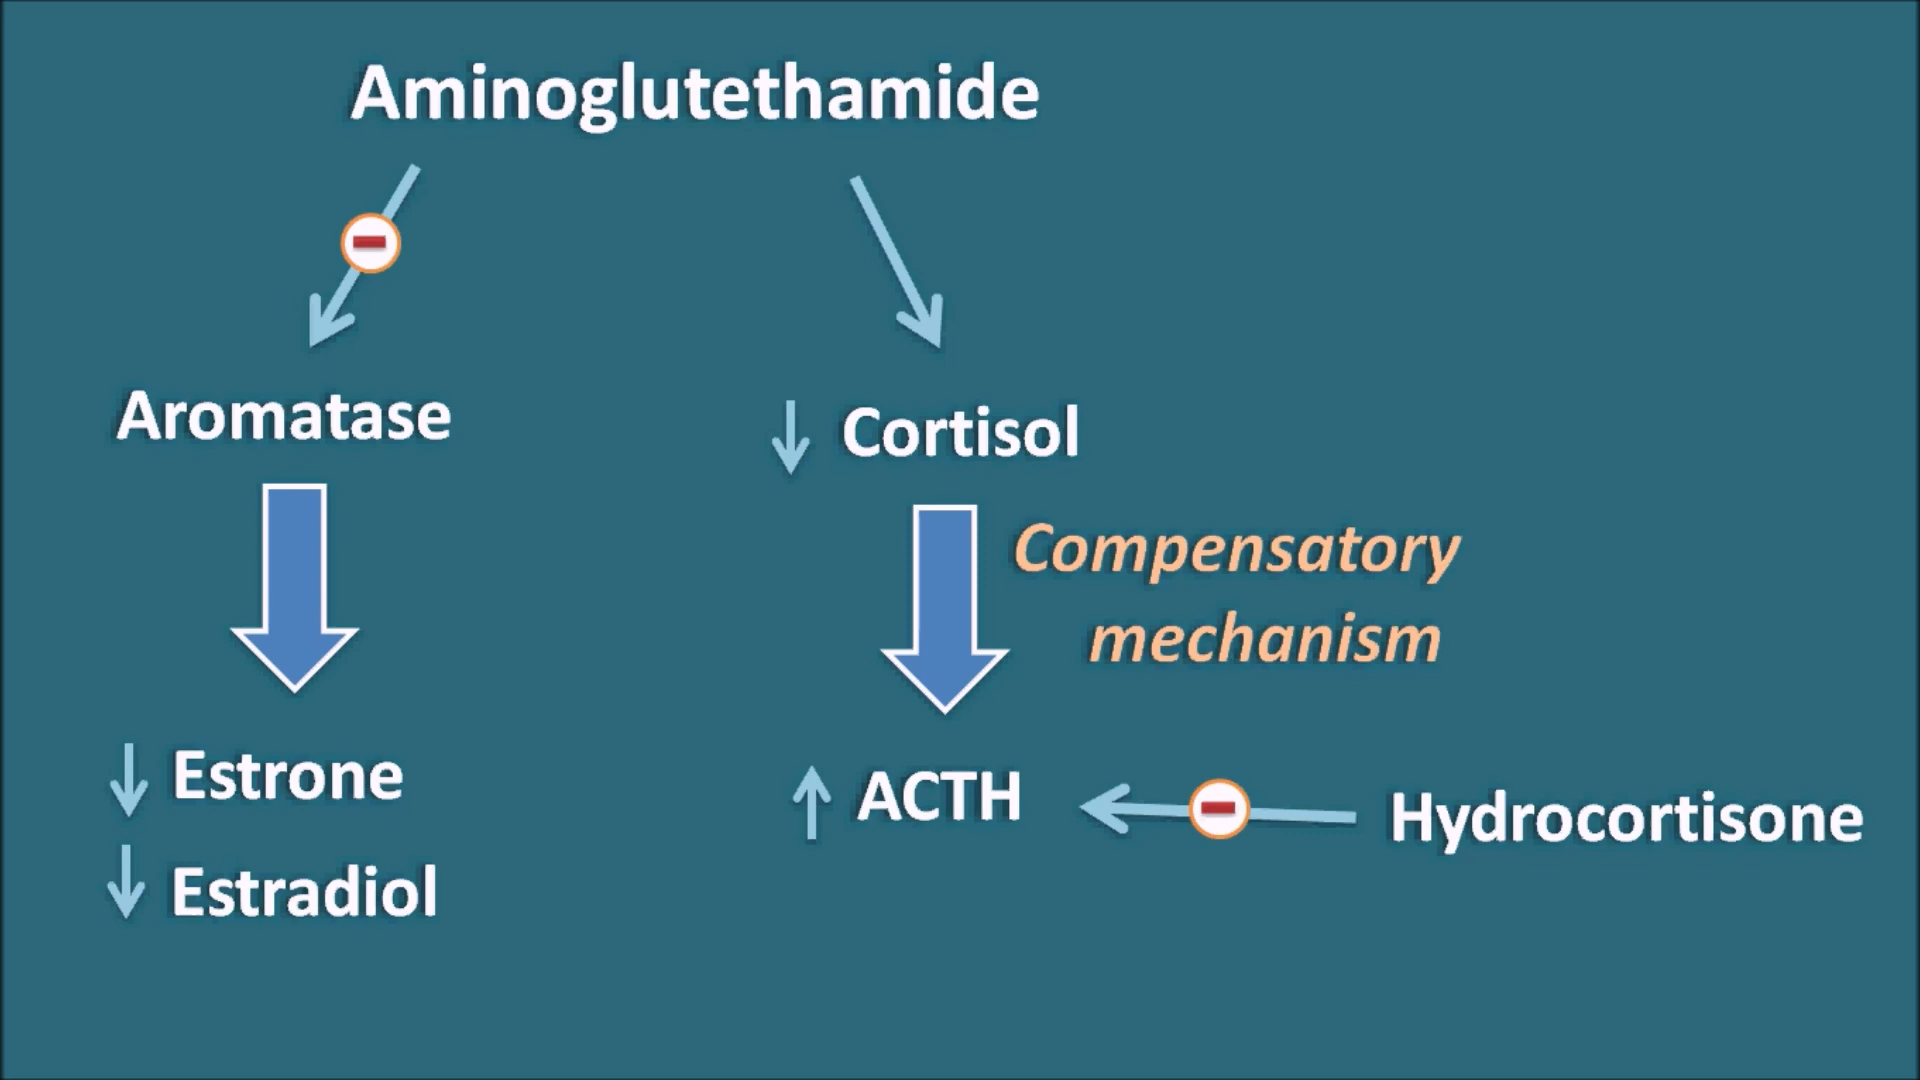 Aminoglutethamide
Aromatase
↓ Cortisol
Compensatory
mechanism
↓ Estrone
↑ ACTH
Hydrocortisone
↓ Estradiol